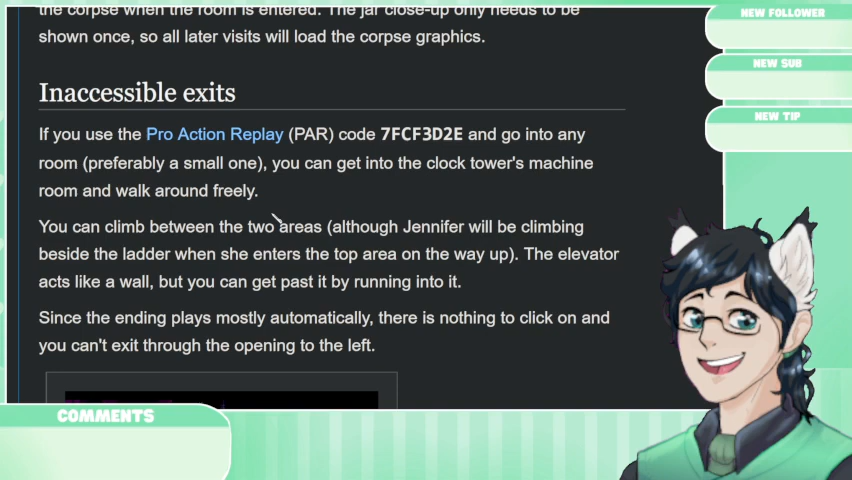 the corpse when the room is entered. The jar close-up only needs to be
shown once, so all later visits will load the corpse graphics.
Inaccessible exits
If you use the Pro Action Replay (PAR) code 7FCF3D2E and go into any
room (preferably a small one), you can get into the clock tower's machine
room and walk around freely.
You can climb between the two areas (although Jennifer will be climbing
beside the ladder when she enters the top area on the way up). The elevator
acts like a wall, but you can get past it by running into it.
Since the ending plays mostly automatically, there is nothing to click on and
you can't exit through the opening to the left.
NEW FOLLOWER
NEW SUB
NEW TIP
COMMENTS